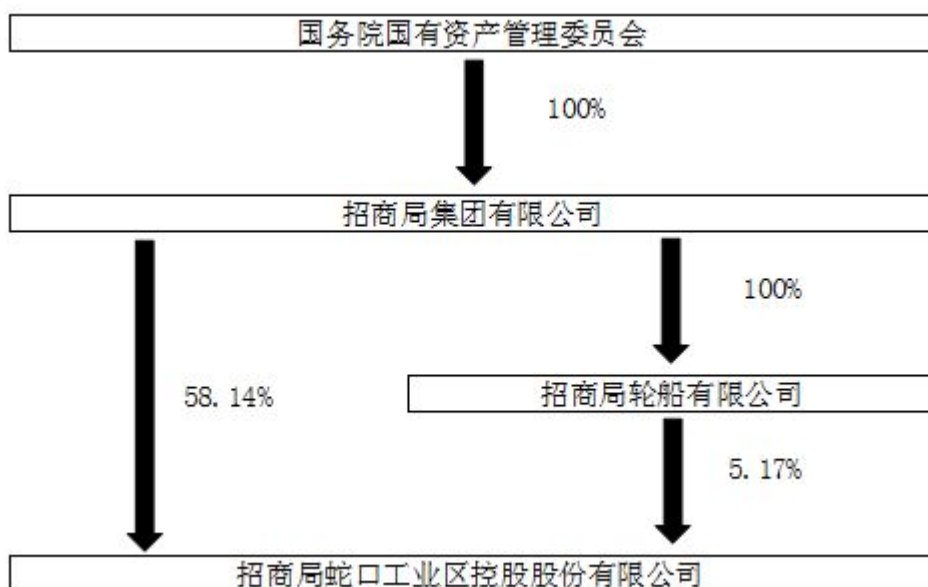 国务院国有资产管理委员会
100%
招商局集团有限公司
100%
58.14%
招商局轮船有限公司
5.17%
招商局蛇口工业区控股股份有限公司